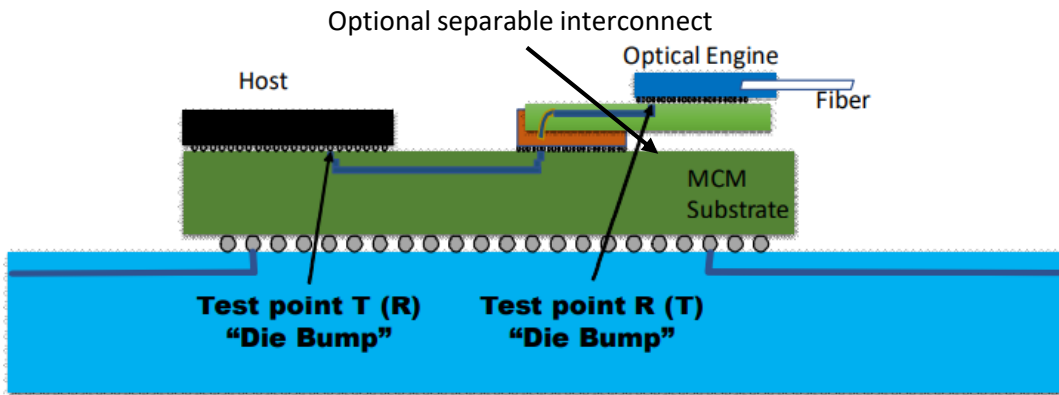 Optional separable interconnect
Optical Engine
Host
Fiber
MCM
Substrate
Test point T (R)
“Die Bump”
Test point R (T)
“Die Bump”